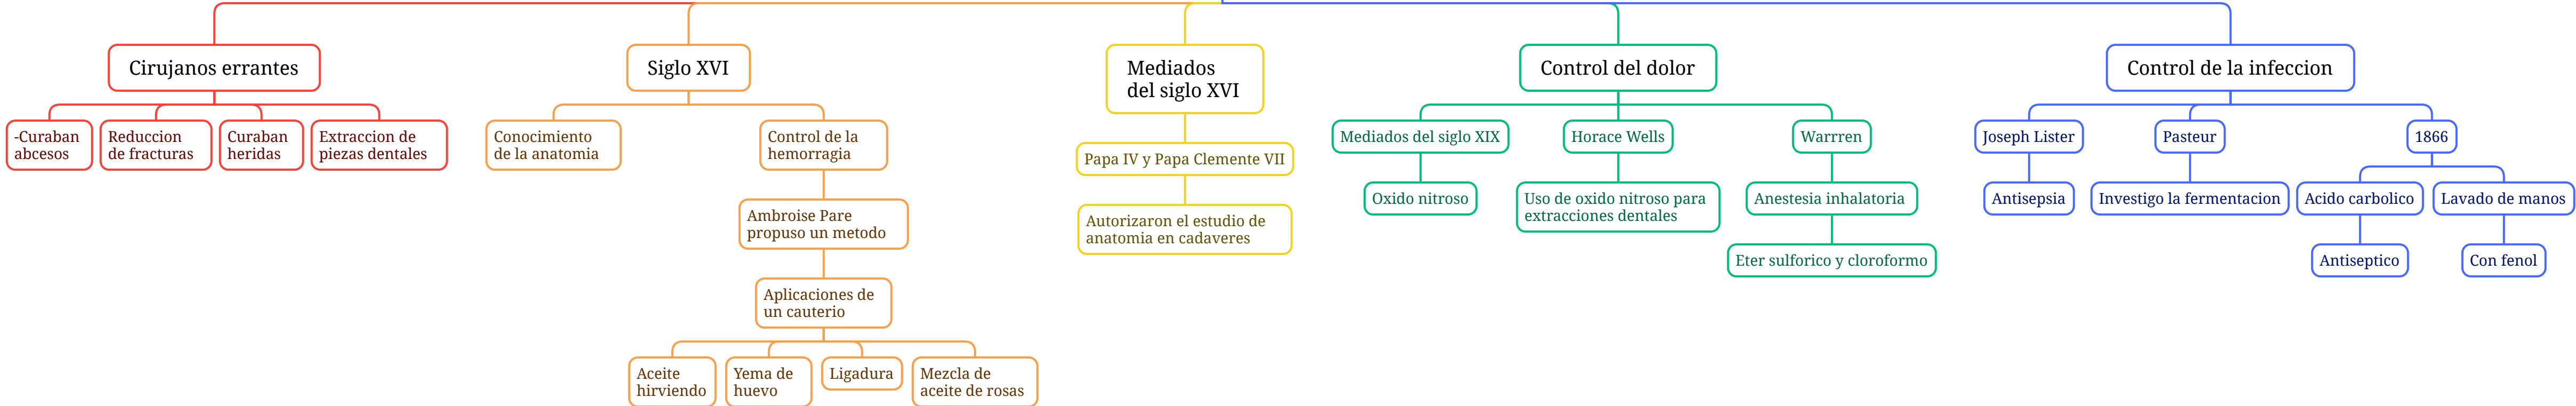 Cirujanos errantes
-Curaban
abcesos
Reduccion
de fracturas
Curaban
heridas
Extraccion de
piezas dentales
Siglo XVI
Conocimiento
de la anatomia
Control de la
hemorragia
Ambroise Pare
propuso un metodo
Aplicaciones de
un cauterio
Aceite
hirviendo
Yema de
huevo
Ligadura
Mezcla de
aceite de rosas
Mediados
del siglo XVI
Papa IV y Papa Clemente VII
Autorizaron el estudio de
anatomia en cadaveres
Control del dolor
Mediados del siglo XIX
Oxido nitroso
Horace Wells
Uso de oxido nitroso para
extracciones dentales
Warrren
Anestesia inhalatoria
Eter sulforico y cloroformo
Control de la infeccion
Joseph Lister
Antisepsia
Pasteur
Investigo la fermentacion
1866
Acido carbolico
Antiseptico
Lavado de manos
Con fenol